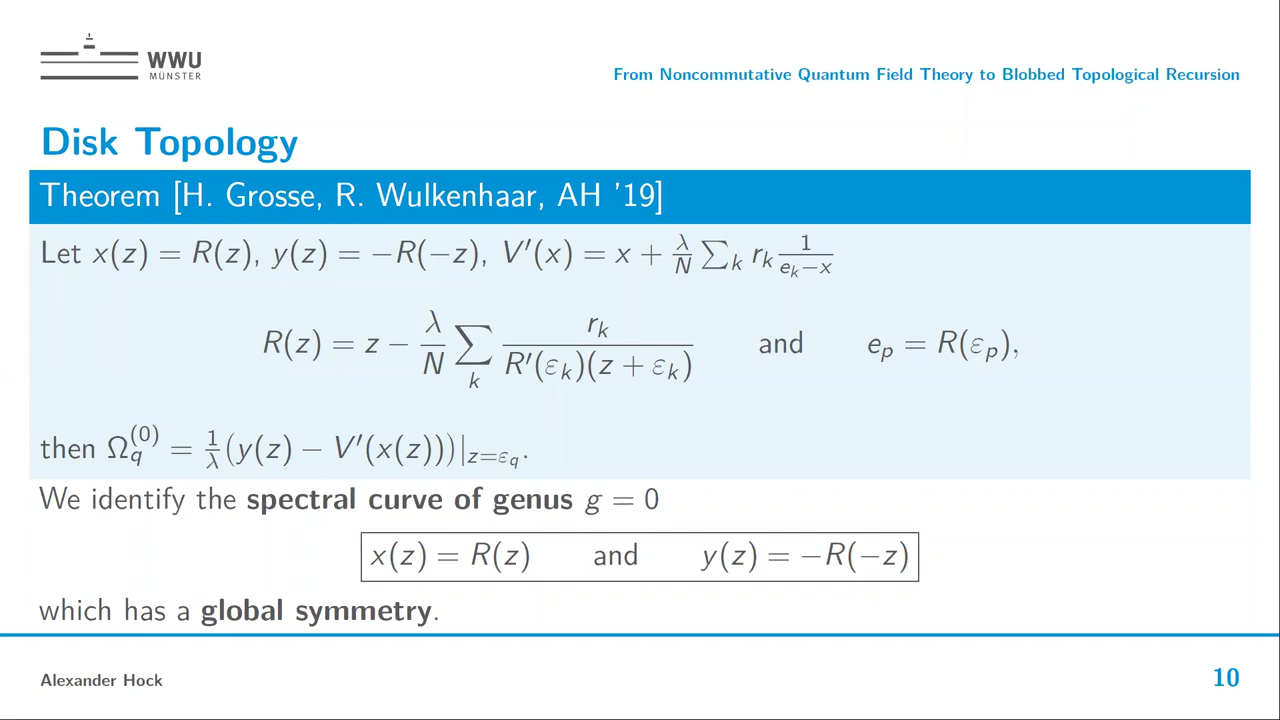 WWU
MÜNSTER
From Noncommutative Quantum Field Theory to Blobbed Topological Recursion
Disk Topology
Theorem [H. Grosse, R. Wulkenhaar, AH '19]
Let x(z) = R(z), y(z) = −R(−z), V′(x) = x + λ/N ∑_k r_k 1/(e_k−x)
R(z) = z − λ/N ∑_k r_k/(R′(ε_k)(z + ε_k)) and e_p = R(ε_p),
then Ω_q^(0) = 1/λ (y(z) − V′(x(z)))|_{z=ε_q}.
We identify the spectral curve of genus g = 0
x(z) = R(z) and y(z) = −R(−z)
which has a global symmetry.
Alexander Hock
10